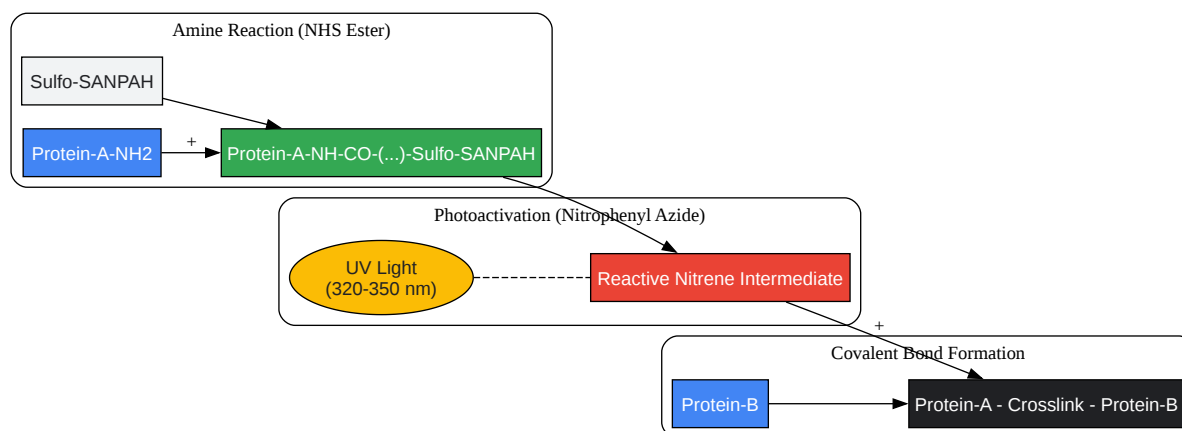 Amine Reaction (NHS Ester)
Sulfo-SANPAH
Protein-A-NH2
+
Protein-A-NH-CO-(...)-Sulfo-SANPAH
Photoactivation (Nitrophenyl Azide)
UV Light
(320-350 nm)
Reactive Nitrene Intermediate
+
Covalent Bond Formation
Protein-B
Protein-A - Crosslink - Protein-B